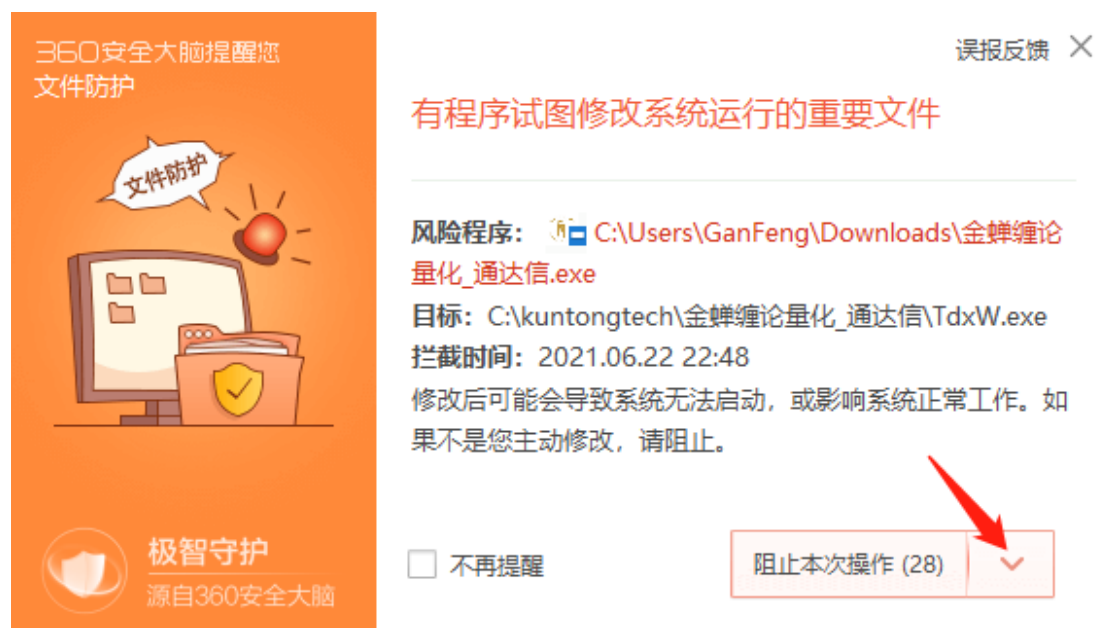 360安全大脑提醒您
文件防护
文件防护
极智守护
源自360安全大脑
误报反馈
有程序试图修改系统运行的重要文件
风险程序： C:\Users\GanFeng\Downloads\金蝉缠论
量化_通达信.exe
目标：C:\kuntongtech\金蝉缠论量化_通达信\TdxW.exe
拦截时间：2021.06.22 22:48
修改后可能会导致系统无法启动，或影响系统正常工作。如
果不是您主动修改，请阻止。
不再提醒
阻止本次操作 (28)